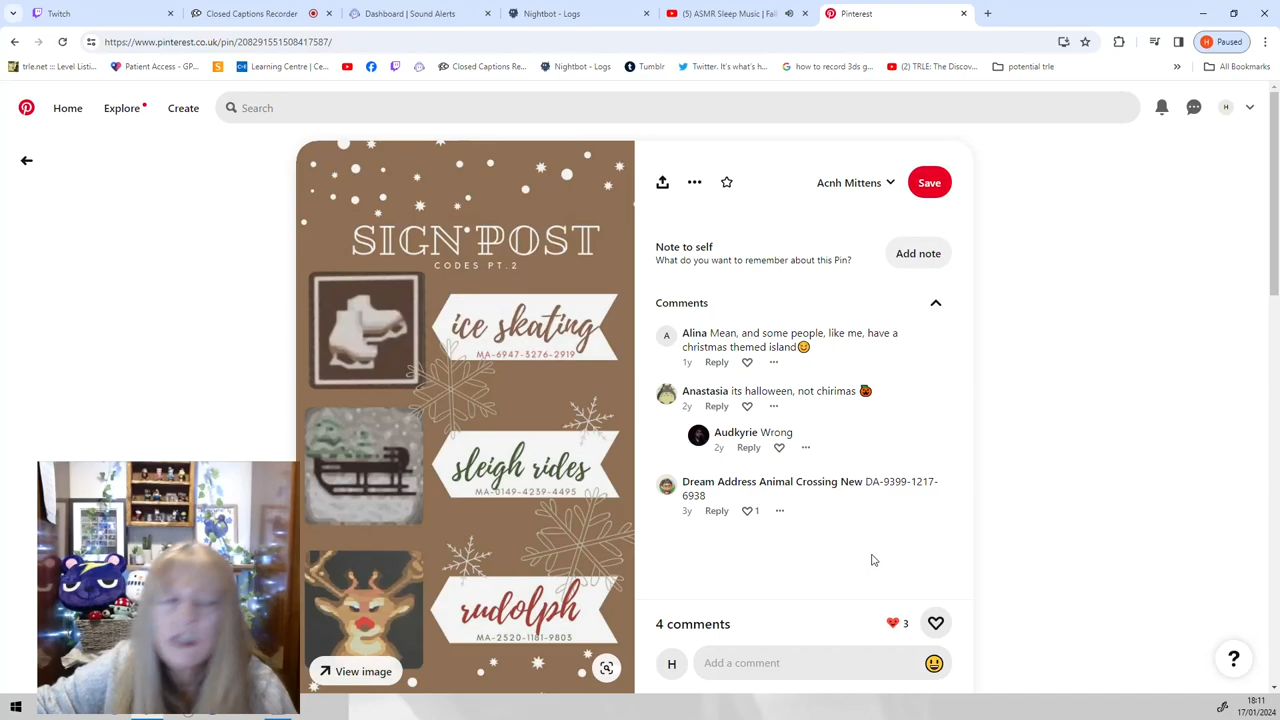 Twitch
Closed Captions Recorder
Dashboard | Sound Alerts
Nightbot - Logs
(5) ASMR Sleep Music | Fall
Pinterest
https://www.pinterest.co.uk/pin/208291551508417587/
Paused
trle.net ::: Level Listi...
Patient Access - GP...
Learning Centre | Ce...
Closed Captions Re...
Nightbot - Logs
Tumblr
Twitter. It's what's h...
how to record 3ds g...
(2) TRLE: The Discov...
potential trle
All Bookmarks
Home
Explore
Create
Search
H
SIGN POST
CODES PT.2
ice skating
MA-6947-3276-2919
sleigh rides
MA-0149-4239-4495
rudolph
MA-2520-1181-9803
View image
Acnh Mittens
Save
Note to self
What do you want to remember about this Pin?
Add note
Comments
A
Alina Mean, and some people, like me, have a
christmas themed island
1y Reply
Anastasia its halloween, not chirimas
2y Reply
Audkyrie Wrong
2y Reply
Dream Address Animal Crossing New DA-9399-1217-
6938
3y Reply 1
4 comments
3
H
Add a comment
?
18:11
17/01/2024